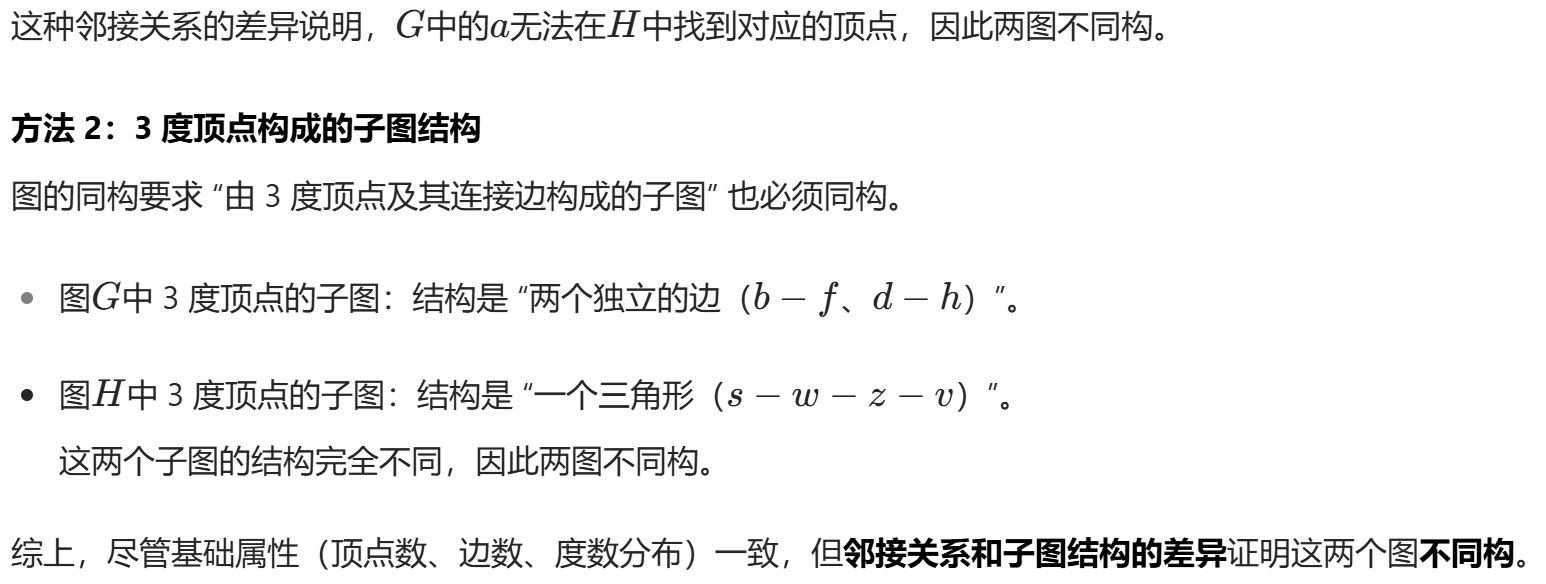 这种邻接关系的差异说明，G中的a无法在H中找到对应的顶点，因此两图不同构。
方法 2：3 度顶点构成的子图结构
图的同构要求 “由 3 度顶点及其连接边构成的子图” 也必须同构。
图G中 3 度顶点的子图：结构是 “两个独立的边（b − f、d − h）”。
图H中 3 度顶点的子图：结构是 “一个三角形（s − w − z − v）”。
这两个子图的结构完全不同，因此两图不同构。
综上，尽管基础属性（顶点数、边数、度数分布）一致，但邻接关系和子图结构的差异证明这两个图不同构。